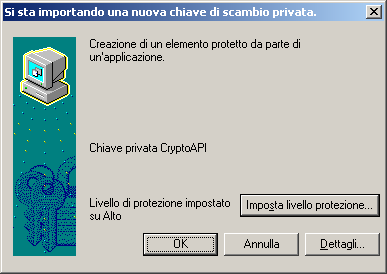 Si sta importando una nuova chiave di scambio privata.
Creazione di un elemento protetto da parte di
un'applicazione.
Chiave privata CryptoAPI
Livello di protezione impostato
su Alto
Imposta livello protezione...
OK
Annulla
Dettagli...